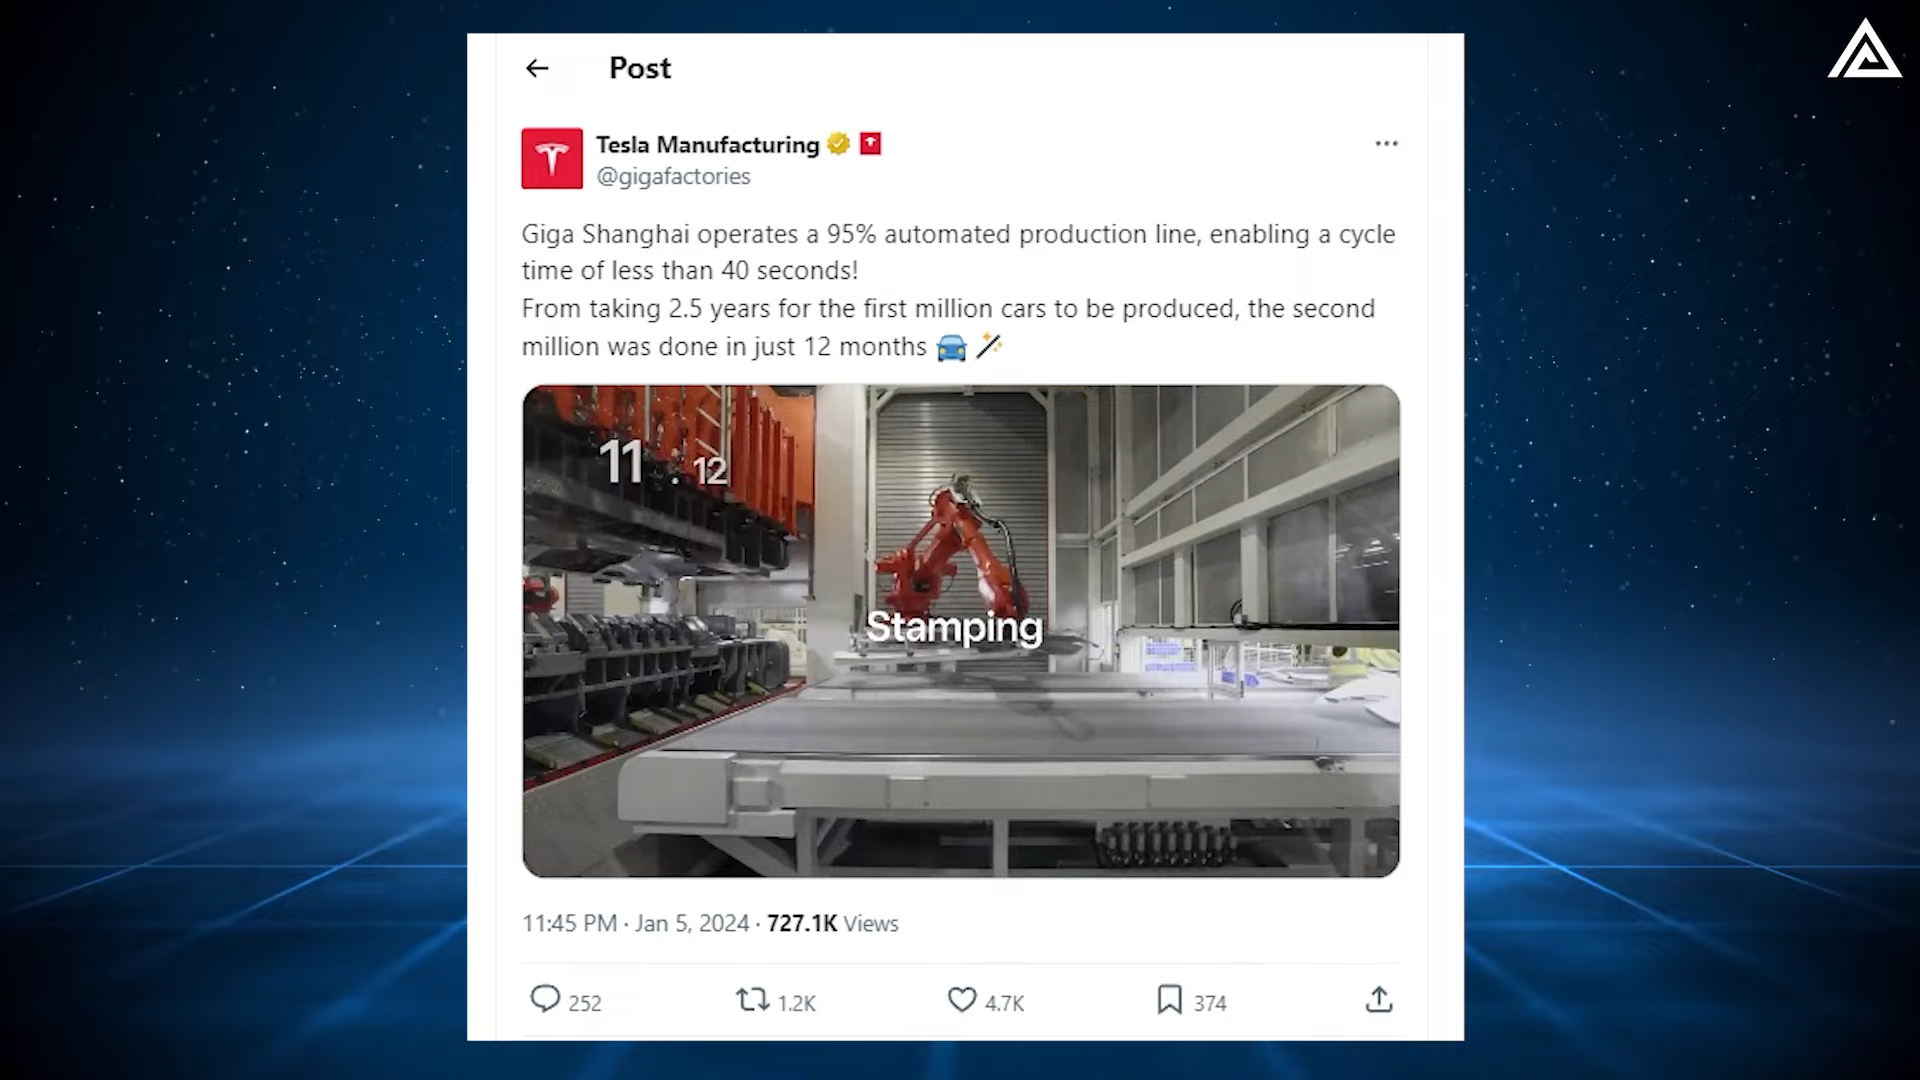 Post
Tesla Manufacturing
@gigafactories
Giga Shanghai operates a 95% automated production line, enabling a cycle
time of less than 40 seconds!
From taking 2.5 years for the first million cars to be produced, the second
million was done in just 12 months 🚘 🪄
11 : 12
Stamping
11:45 PM · Jan 5, 2024 · 727.1K Views
252 1.2K 4.7K 374